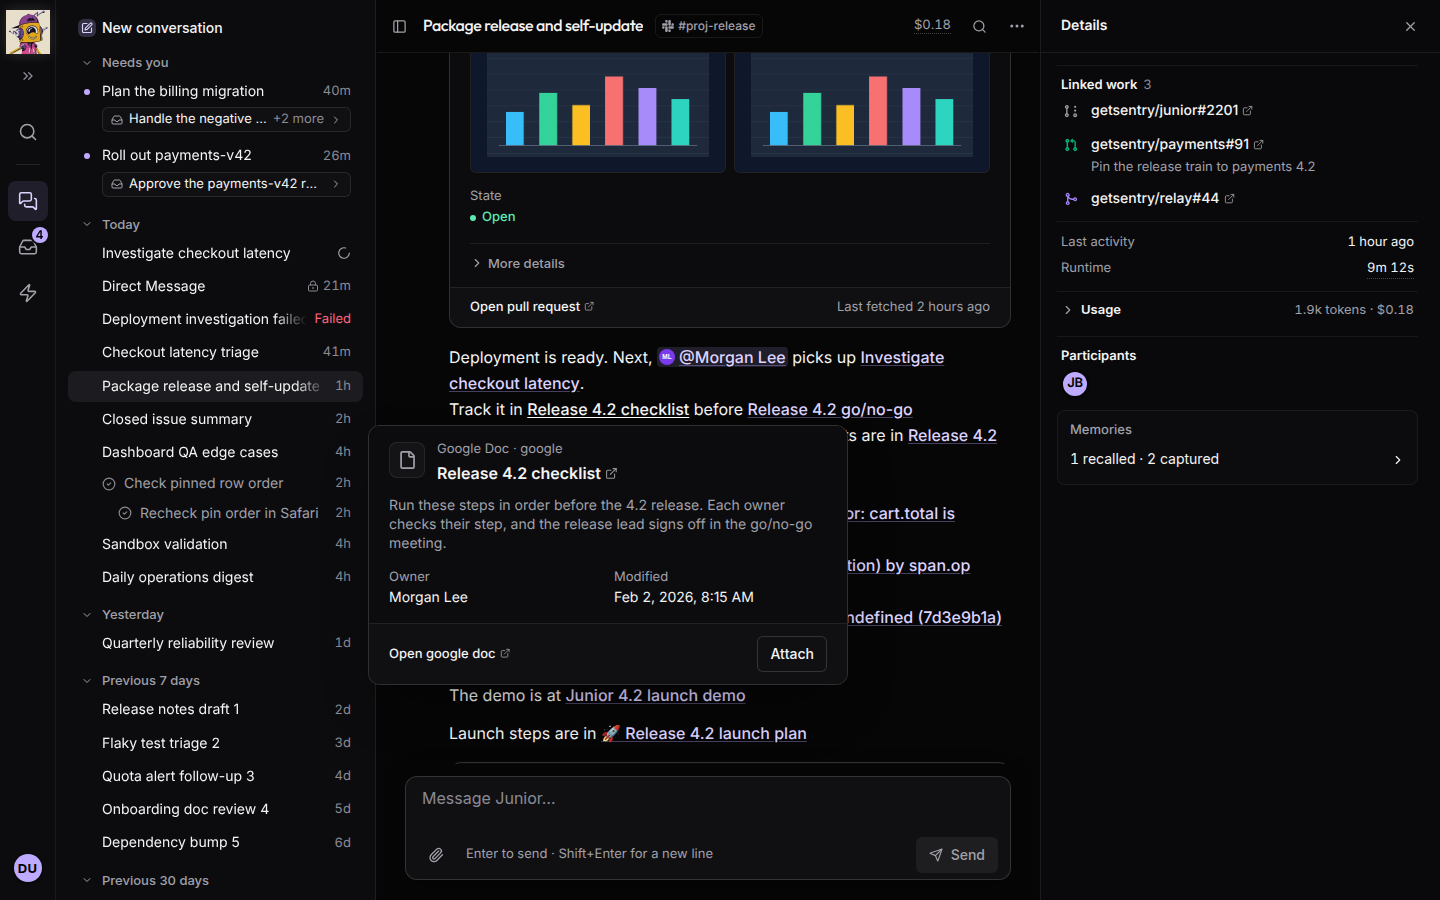 New conversation
Needs you
Plan the billing migration 40m
Handle the negative ... +2 more
Roll out payments-v42 26m
Approve the payments-v42 r...
4
Today
Investigate checkout latency
Direct Message 21m
Deployment investigation failed Failed
Checkout latency triage 41m
Package release and self-update 1h
Closed issue summary 2h
Dashboard QA edge cases 4h
Check pinned row order 2h
Recheck pin order in Safari 2h
Sandbox validation 4h
Daily operations digest 4h
Yesterday
Quarterly reliability review 1d
Previous 7 days
Release notes draft 1 2d
Flaky test triage 2 3d
Quota alert follow-up 3 4d
Onboarding doc review 4 5d
Dependency bump 5 6d
Previous 30 days
DU
Package release and self-update #proj-release $0.18
State
Open
More details
Open pull request Last fetched 2 hours ago
Deployment is ready. Next, ML @Morgan Lee picks up Investigate
checkout latency.
Track it in Release 4.2 checklist before Release 4.2 go/no-go
s are in Release 4.2
or: cart.total is
tion) by span.op
ndefined (7d3e9b1a)
Google Doc · google
Release 4.2 checklist
Run these steps in order before the 4.2 release. Each owner
checks their step, and the release lead signs off in the go/no-go
meeting.
Owner Modified
Morgan Lee Feb 2, 2026, 8:15 AM
Open google doc Attach
The demo is at Junior 4.2 launch demo
Launch steps are in 🚀 Release 4.2 launch plan
Message Junior...
Enter to send · Shift+Enter for a new line Send
Details
Linked work 3
getsentry/junior#2201
getsentry/payments#91
Pin the release train to payments 4.2
getsentry/relay#44
Last activity 1 hour ago
Runtime 9m 12s
Usage 1.9k tokens · $0.18
Participants
JB
Memories
1 recalled · 2 captured